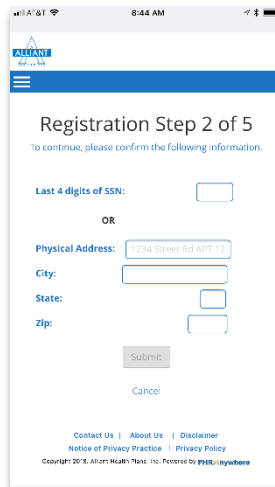 AT&T 8:44 AM
ALLIANT
Registration Step 2 of 5
To continue, please confirm the following information.
Last 4 digits of SSN:
OR
Physical Address: 1234 Street Rd APT 12
City:
State:
Zip:
Submit
Cancel
Contact Us | About Us | Disclaimer
Notice of Privacy Practice | Privacy Policy
Copyright 2018, Alliant Health Plans, Inc. Powered by PHRAnywhere